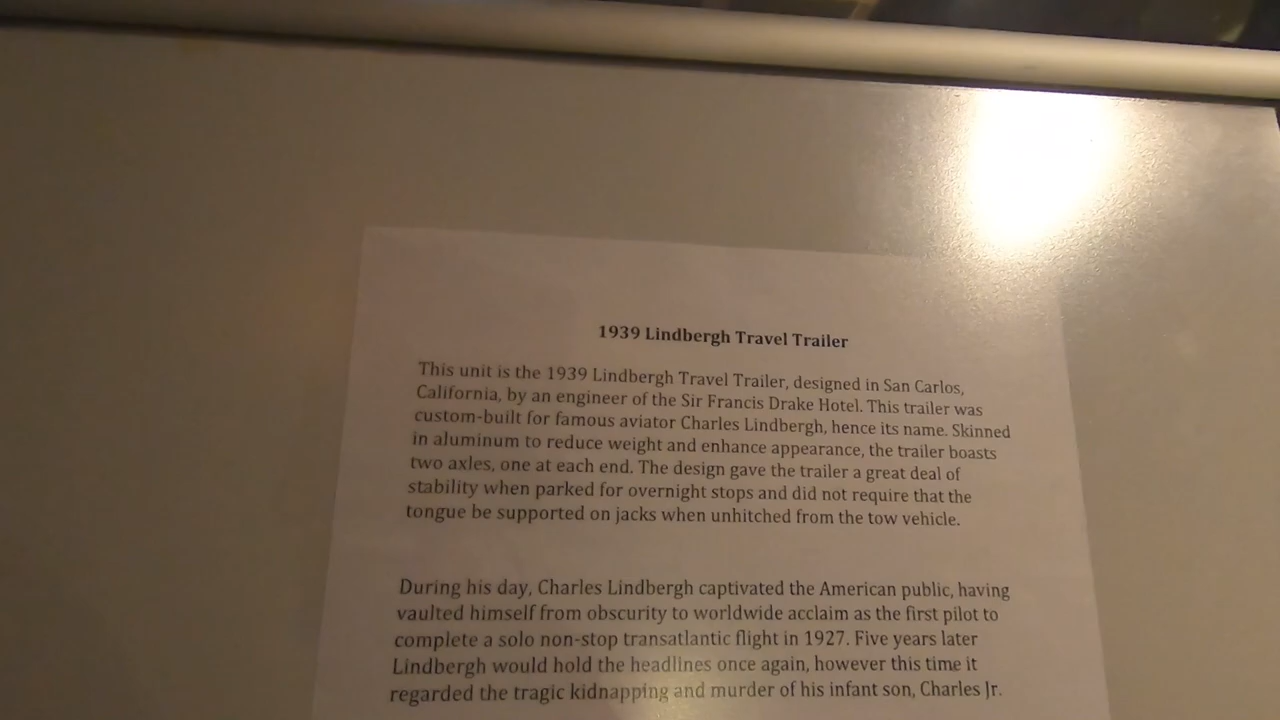 1939 Lindbergh Travel Trailer
This unit is the 1939 Lindbergh Travel Trailer, designed in San Carlos,
California, by an engineer of the Sir Francis Drake Hotel. This trailer was
custom-built for famous aviator Charles Lindbergh, hence its name. Skinned
in aluminum to reduce weight and enhance appearance, the trailer boasts
two axles, one at each end. The design gave the trailer a great deal of
stability when parked for overnight stops and did not require that the
tongue be supported on jacks when unhitched from the tow vehicle.
During his day, Charles Lindbergh captivated the American public, having
vaulted himself from obscurity to worldwide acclaim as the first pilot to
complete a solo non-stop transatlantic flight in 1927. Five years later
Lindbergh would hold the headlines once again, however this time it
regarded the tragic kidnapping and murder of his infant son, Charles Jr.